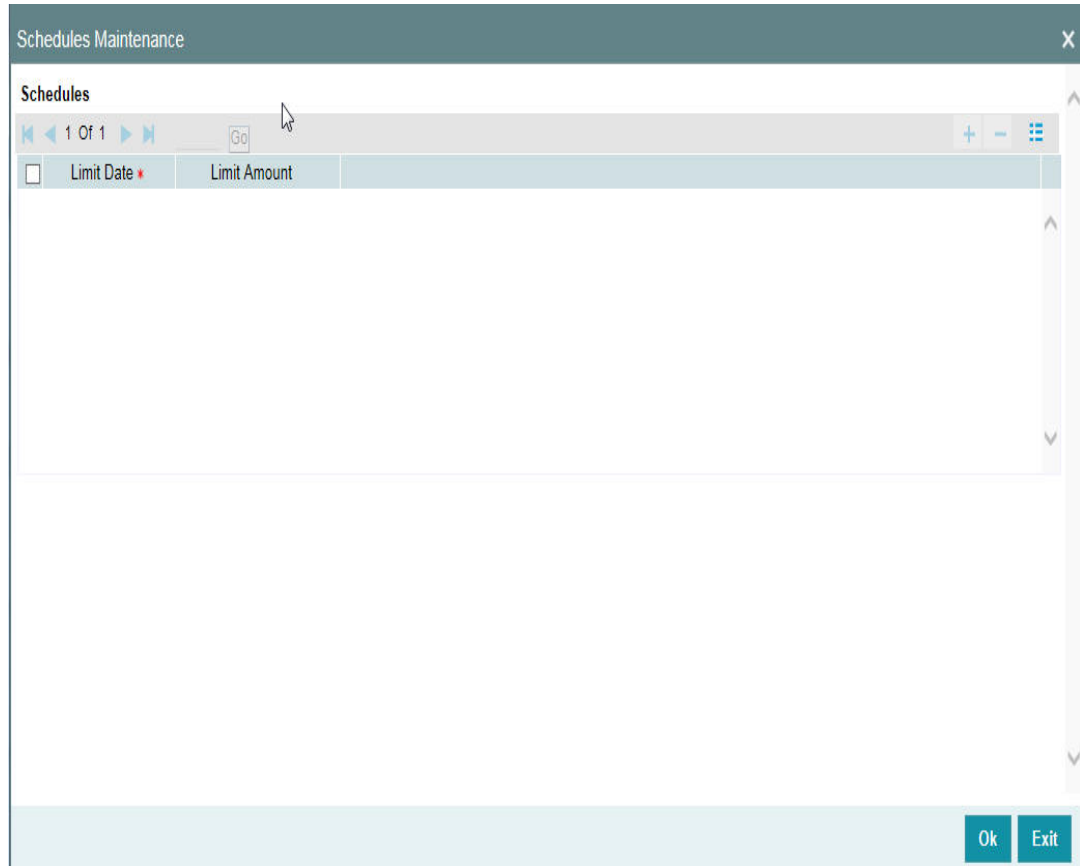 Schedules Maintenance
Schedules
1 Of 1 Go
Limit Date * Limit Amount
Ok Exit